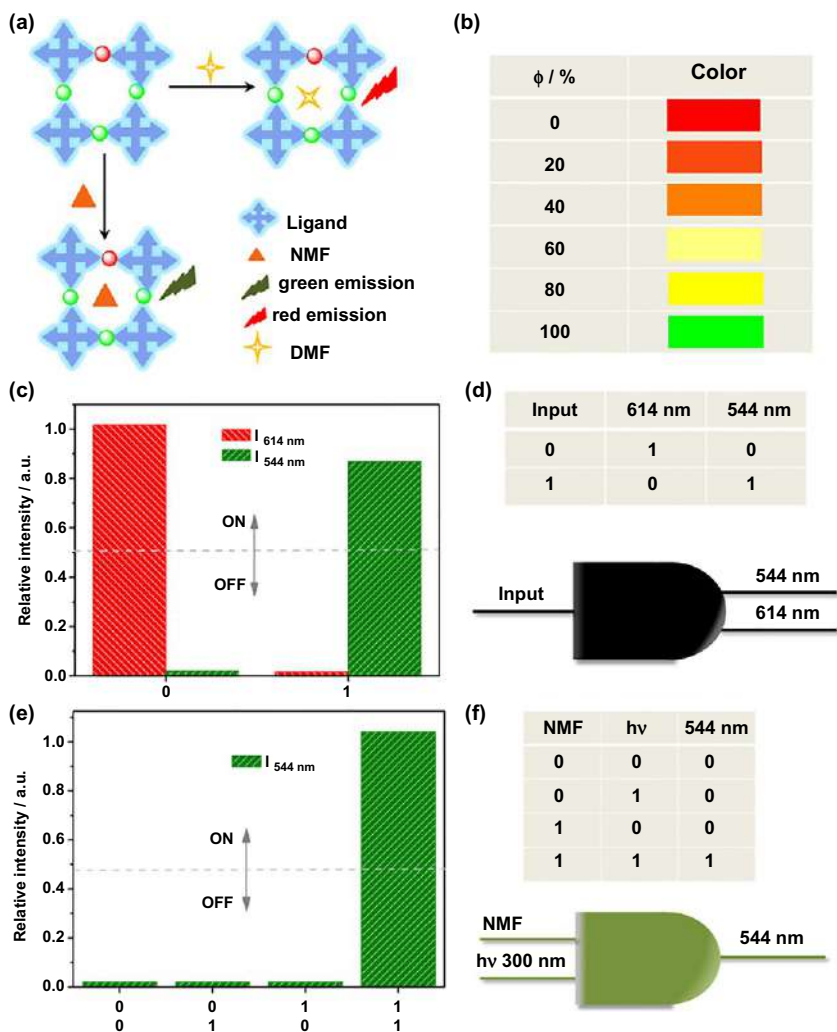 (a)
Ligand
NMF
green emission
red emission
DMF
(b)
ϕ / % Color
0
20
40
60
80
100
(c)
Relative intensity / a.u.
1.0
0.8
0.6
0.4
0.2
0.0
I 614 nm
I 544 nm
ON
OFF
0 1
(d)
Input 614 nm 544 nm
0 1 0
1 0 1
Input
544 nm
614 nm
(e)
Relative intensity / a.u.
1.0
0.8
0.6
0.4
0.2
0.0
I 544 nm
ON
OFF
0 0 1 1
0 1 0 1
(f)
NMF hν 544 nm
0 0 0
0 1 0
1 0 0
1 1 1
NMF
hν 300 nm
544 nm